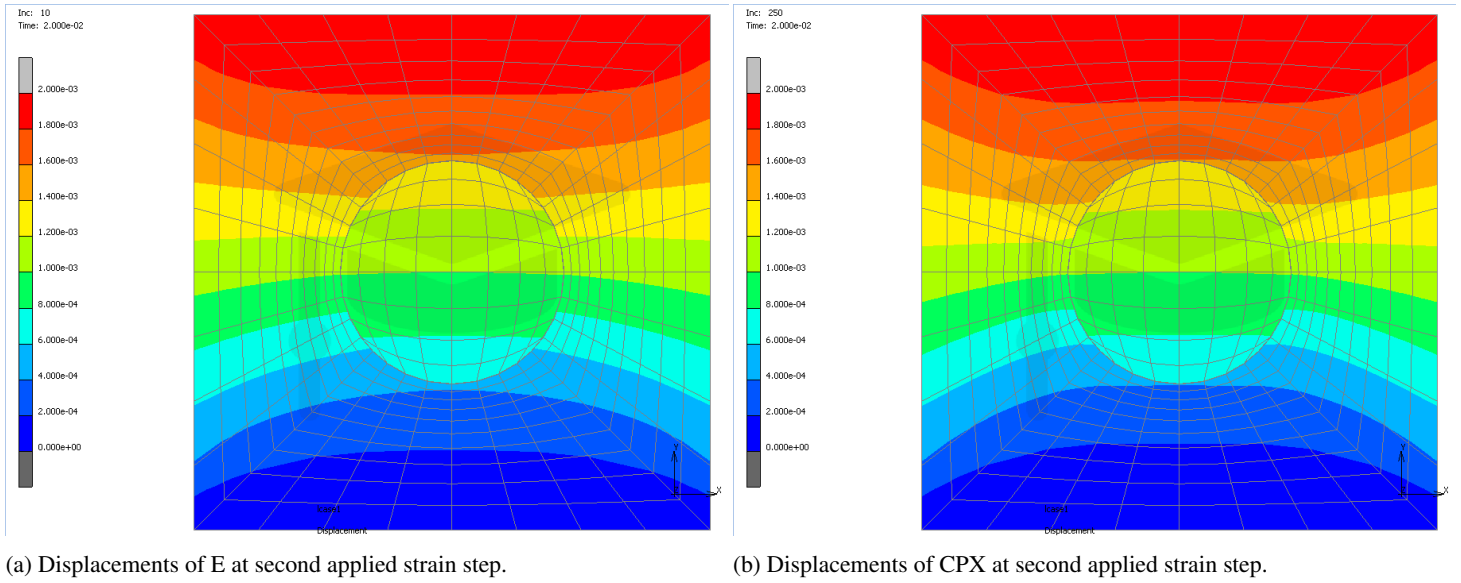 Inc: 10
Time: 2.000e-02
2.000e-03
1.800e-03
1.600e-03
1.400e-03
1.200e-03
1.000e-03
8.000e-04
6.000e-04
4.000e-04
2.000e-04
0.000e+00
Y
X
Displacement
(a) Displacements of E at second applied strain step.
Inc: 250
Time: 2.000e-02
2.000e-03
1.800e-03
1.600e-03
1.400e-03
1.200e-03
1.000e-03
8.000e-04
6.000e-04
4.000e-04
2.000e-04
0.000e+00
Y
X
Displacement
(b) Displacements of CPX at second applied strain step.